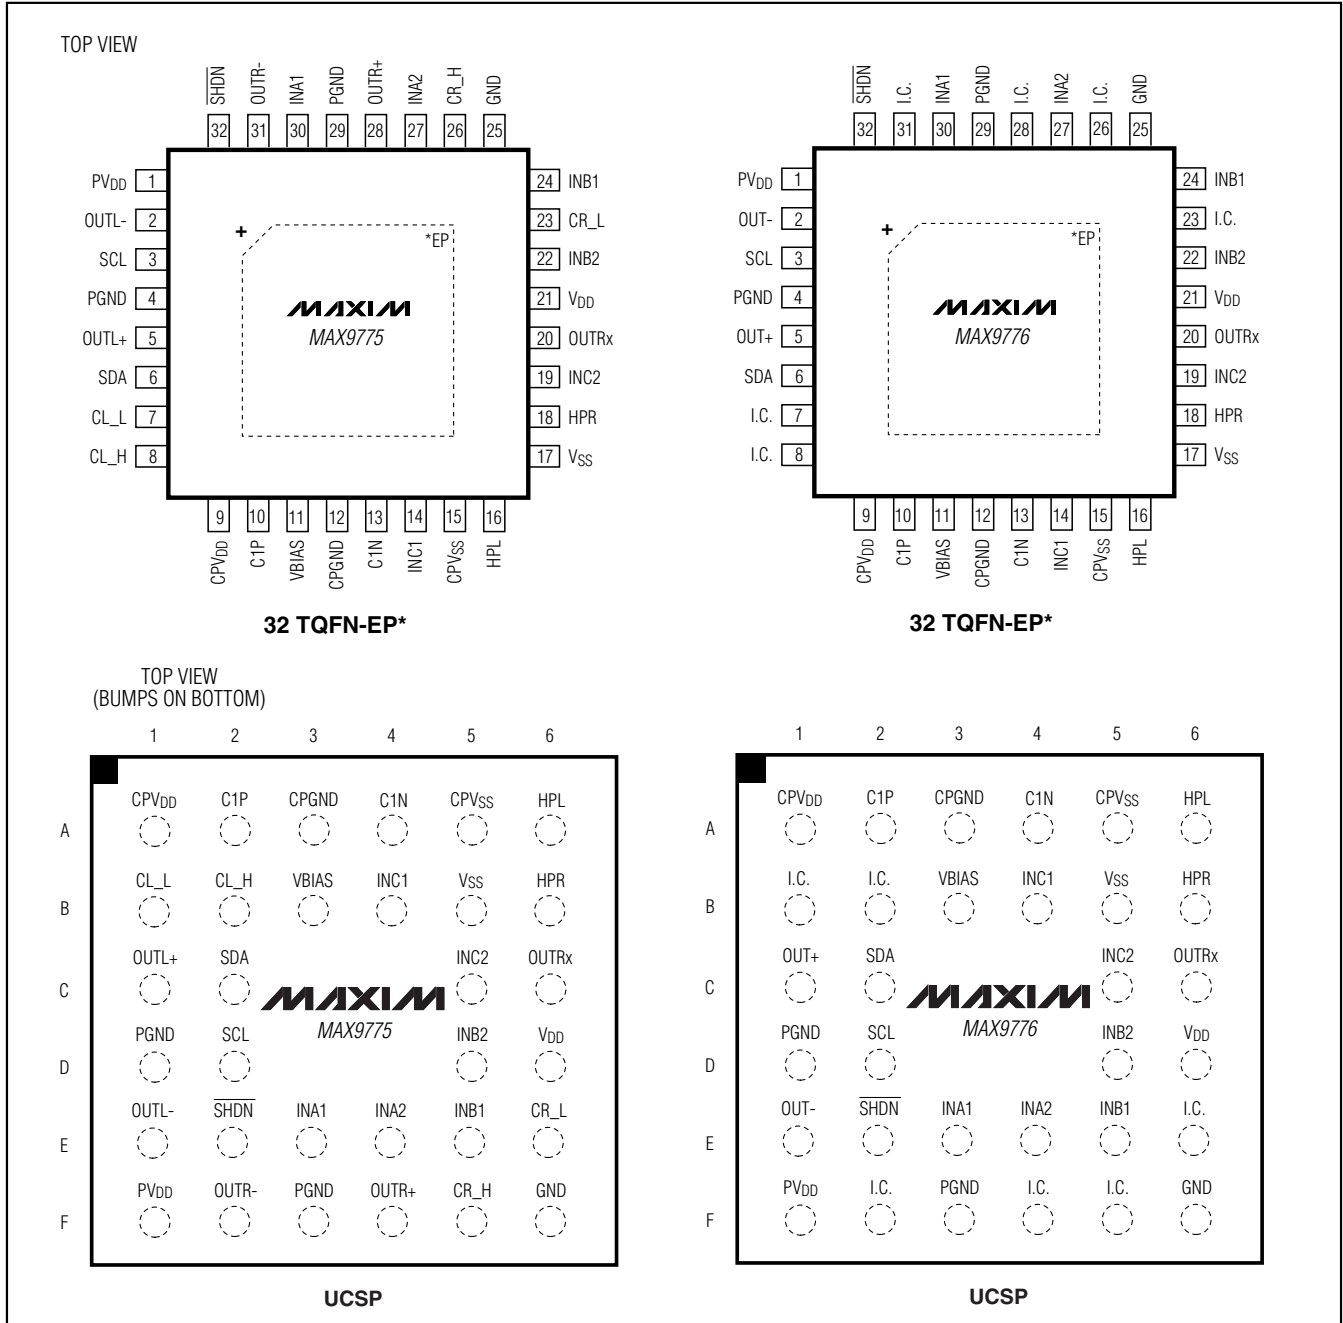 TOP VIEW
SHDN OUTR- INA1 PGND OUTR+ INA2 CR_H GND
32 31 30 29 28 27 26 25
PVDD 1
OUTL- 2
SCL 3
PGND 4
OUTL+ 5
SDA 6
CL_L 7
CL_H 8
24 INB1
23 CR_L
22 INB2
21 VDD
20 OUTRx
19 INC2
18 HPR
17 VSS
+
*EP
MAXIM
MAX9775
9 10 11 12 13 14 15 16
CPVDD C1P VBIAS CPGND C1N INC1 CPVSS HPL
32 TQFN-EP*
SHDN I.C. INA1 PGND I.C. INA2 I.C. GND
32 31 30 29 28 27 26 25
PVDD 1
OUT- 2
SCL 3
PGND 4
OUT+ 5
SDA 6
I.C. 7
I.C. 8
24 INB1
23 I.C.
22 INB2
21 VDD
20 OUTRx
19 INC2
18 HPR
17 VSS
+
*EP
MAXIM
MAX9776
9 10 11 12 13 14 15 16
CPVDD C1P VBIAS CPGND C1N INC1 CPVSS HPL
32 TQFN-EP*
TOP VIEW
(BUMPS ON BOTTOM)
1 2 3 4 5 6
CPVDD C1P CPGND C1N CPVSS HPL
A
CL_L CL_H VBIAS INC1 VSS HPR
B
OUTL+ SDA INC2 OUTRx
C
MAXIM
MAX9775
PGND SCL INB2 VDD
D
OUTL- SHDN INA1 INA2 INB1 CR_L
E
PVDD OUTR- PGND OUTR+ CR_H GND
F
UCSP
1 2 3 4 5 6
CPVDD C1P CPGND C1N CPVSS HPL
A
I.C. I.C. VBIAS INC1 VSS HPR
B
OUT+ SDA INC2 OUTRx
C
MAXIM
MAX9776
PGND SCL INB2 VDD
D
OUT- SHDN INA1 INA2 INB1 I.C.
E
PVDD I.C. PGND I.C. I.C. GND
F
UCSP